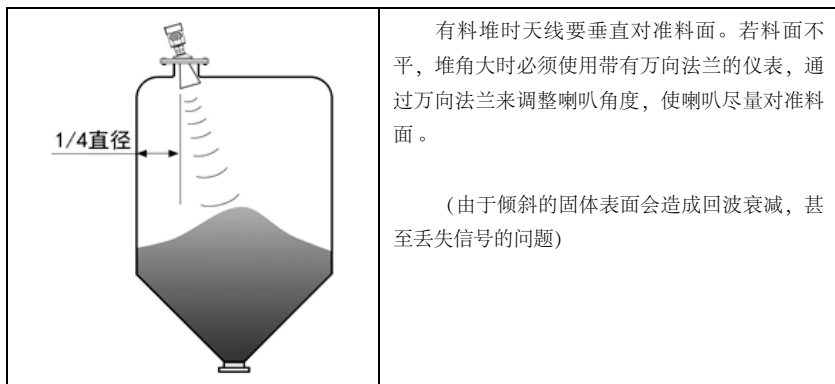 1/4直径
有料堆时天线要垂直对准料面。若料面不
平，堆角大时必须使用带有万向法兰的仪表，通
过万向法兰来调整喇叭角度，使喇叭尽量对准料
面 。
（由于倾斜的固体表面会造成回波衰减，甚
至丢失信号的问题）